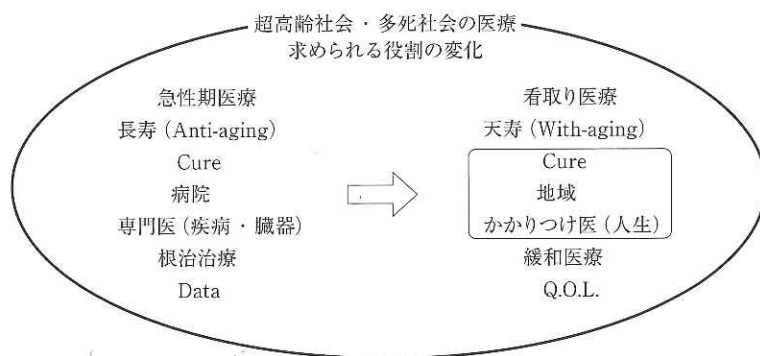 超高齢社会・多死社会の医療
求められる役割の変化
急性期医療
長寿(Anti-aging)
Cure
病院
専門医(疾病・臓器)
根治治療
Data
看取り医療
天寿(With-aging)
Cure
地域
かかりつけ医(人生)
緩和医療
Q.O.L.